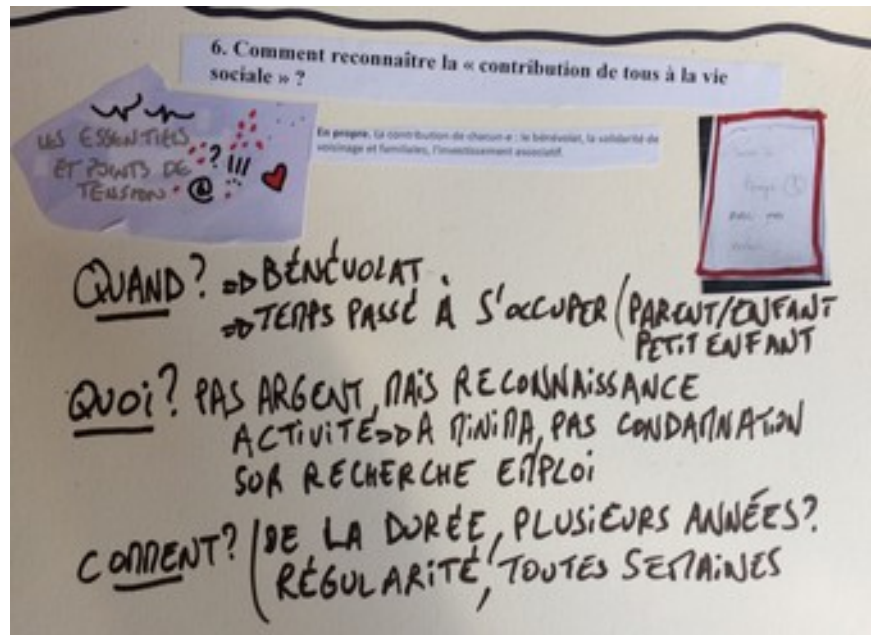 6. Comment reconnaître la « contribution de tous à la vie
sociale » ?
LES ESSENTIELS
ET POINTS DE
TENSION
? !!!
@
En propre. La contribution de chacun·e : le bénévolat, la solidarité de
voisinage et familiales, l'investissement associatif.
QUAND? => BÉNÉVOLAT.
=> TEMPS PASSÉ À S'OCCUPER (PARENT/ENFANT
PETIT ENFANT
QUOI? PAS ARGENT, MAIS RECONNAISSANCE
ACTIVITÉ => A MINIMA, PAS CONDAMNATION
SUR RECHERCHE EMPLOI
COMMENT? (DE LA DURÉE, PLUSIEURS ANNÉES?
RÉGULARITÉ, TOUTES SEMAINES